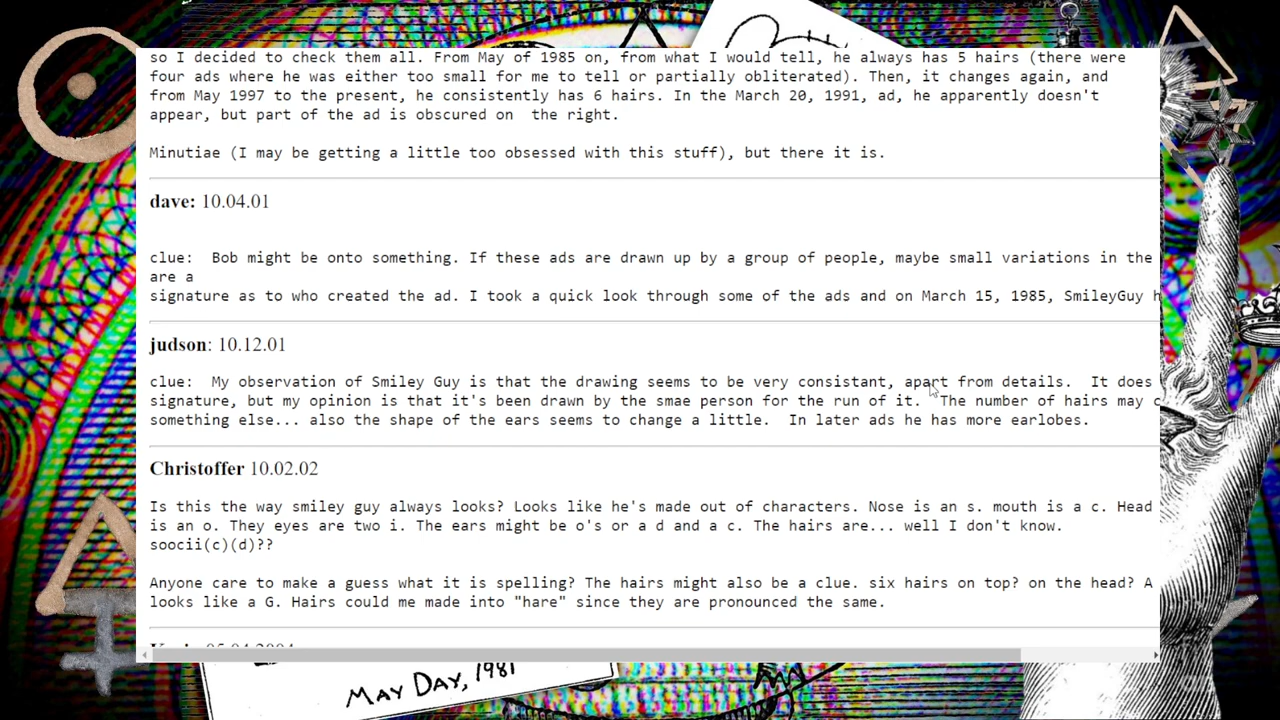 so I decided to check them all. From May of 1985 on, from what I would tell, he always has 5 hairs (there were
four ads where he was either too small for me to tell or partially obliterated). Then, it changes again, and
from May 1997 to the present, he consistently has 6 hairs. In the March 20, 1991, ad, he apparently doesn't
appear, but part of the ad is obscured on  the right.
Minutiae (I may be getting a little too obsessed with this stuff), but there it is.
dave: 10.04.01
clue:  Bob might be onto something. If these ads are drawn up by a group of people, maybe small variations in the
are a
signature as to who created the ad. I took a quick look through some of the ads and on March 15, 1985, SmileyGuy h
judson: 10.12.01
clue:  My observation of Smiley Guy is that the drawing seems to be very consistant, apart from details.  It does
signature, but my opinion is that it's been drawn by the smae person for the run of it.  The number of hairs may c
something else... also the shape of the ears seems to change a little.  In later ads he has more earlobes.
Christoffer 10.02.02
Is this the way smiley guy always looks? Looks like he's made out of characters. Nose is an s. mouth is a c. Head
is an o. They eyes are two i. The ears might be o's or a d and a c. The hairs are... well I don't know.
soocii(c)(d)??
Anyone care to make a guess what it is spelling? The hairs might also be a clue. six hairs on top? on the head? A
looks like a G. Hairs could me made into "hare" since they are pronounced the same.
MAY DAY, 1981